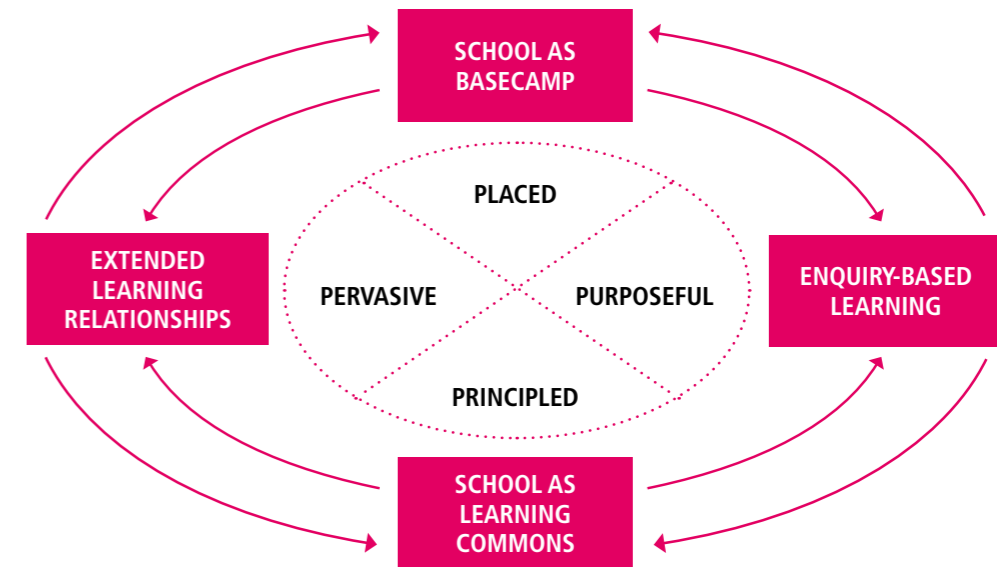 SCHOOL AS
BASECAMP
PLACED
EXTENDED
LEARNING
RELATIONSHIPS
PERVASIVE
PURPOSEFUL
ENQUIRY-BASED
LEARNING
PRINCIPLED
SCHOOL AS
LEARNING
COMMONS